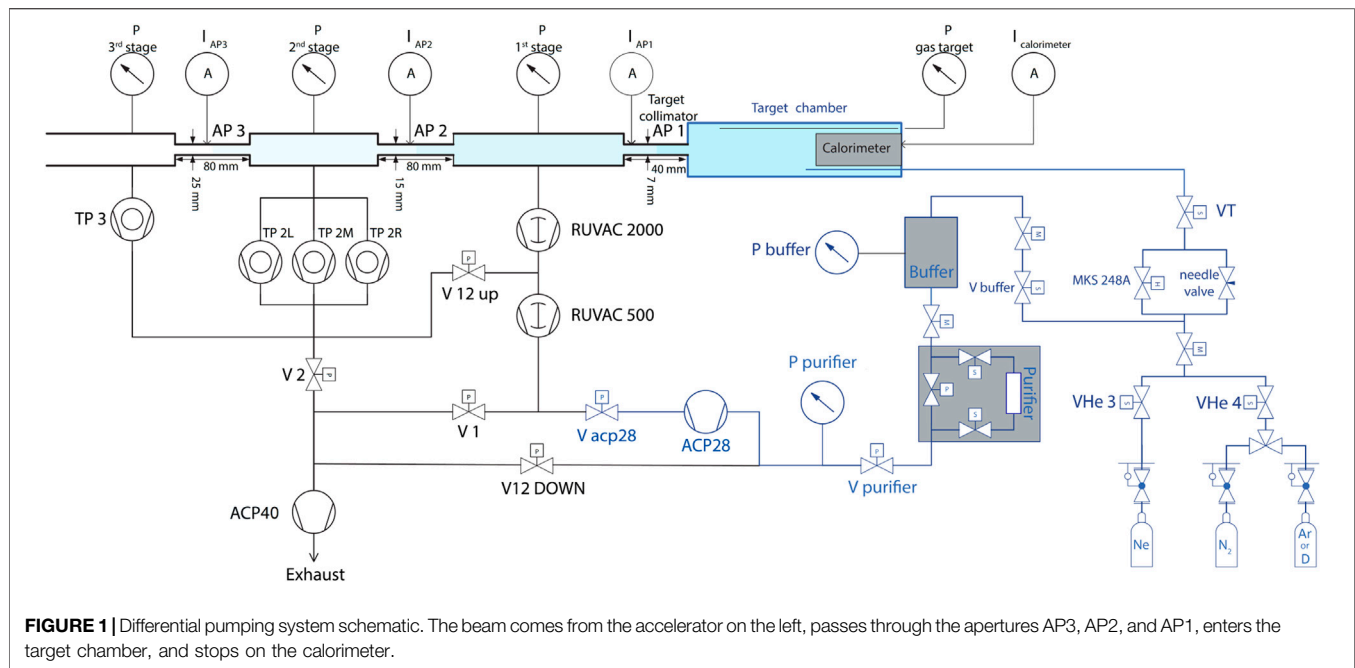 P
3rd stage
I AP3
P
2nd stage
I AP2
P
1st stage
I AP1
P
gas target
I calorimeter
A
A
A
A
Target
collimator
Target chamber
AP 3
AP 2
AP 1
Calorimeter
80 mm
80 mm
40 mm
25 mm
15 mm
7 mm
TP 3
TP 2L
TP 2M
TP 2R
RUVAC 2000
P
V 12 up
RUVAC 500
P buffer
Buffer
M
V buffer
S
S
VT
MKS 248A
H
needle
valve
M
M
V 2
P
P purifier
S
P
S
Purifier
VHe 3
S
VHe 4
S
P
V 1
P
V acp28
ACP28
P
V12 DOWN
P
V purifier
ACP40
Exhaust
Ne
N2
Ar
or
D
FIGURE 1 | Differential pumping system schematic. The beam comes from the accelerator on the left, passes through the apertures AP3, AP2, and AP1, enters the
target chamber, and stops on the calorimeter.